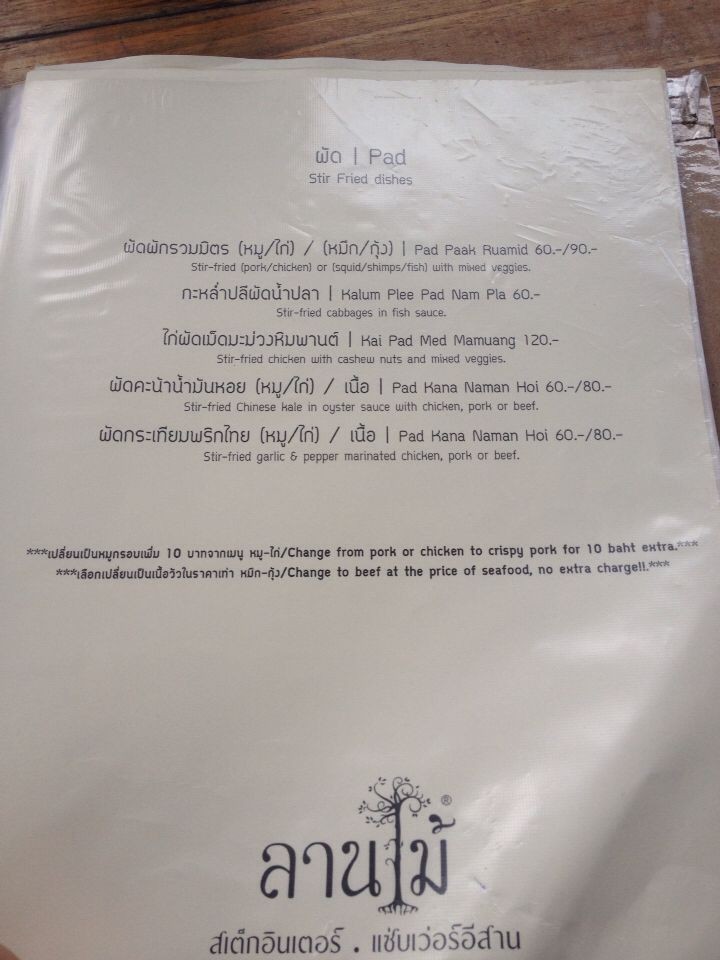 ผัด | Pad
Stir Fried dishes
ผัดผักรวมมิตร (หมู/ไก่) / (หมึก/กุ้ง) | Pad Paak Ruamid 60.-/90.-
Stir-fried (pork/chicken) or (squid/shimps/fish) with mixed veggies.
กะหล่ำปลีผัดน้ำปลา | Kalum Plee Pad Nam Pla 60.-
Stir-fried cabbages in fish sauce.
ไก่ผัดเม็ดมะม่วงหิมพานต์ | Kai Pad Med Mamuang 120.-
Stir-fried chicken with cashew nuts and mixed veggies.
ผัดคะน้าน้ำมันหอย (หมู/ไก่) / เนื้อ | Pad Kana Naman Hoi 60.-/80.-
Stir-fried Chinese kale in oyster sauce with chicken, pork or beef.
ผัดกระเทียมพริกไทย (หมู/ไก่) / เนื้อ | Pad Kana Naman Hoi 60.-/80.-
Stir-fried garlic & pepper marinated chicken, pork or beef.
***เปลี่ยนเป็นหมูกรอบเพิ่ม 10 บาทจากเมนู หมู-ไก่/Change from pork or chicken to crispy pork for 10 baht extra.***
***เลือกเปลี่ยนเป็นเนื้อวัวในราคาเท่า หมึก-กุ้ง/Change to beef at the price of seafood, no extra charge!!.***
ลานไม้ ®
สเต็กอินเตอร์ . แซ่บเว่อร์อีสาน